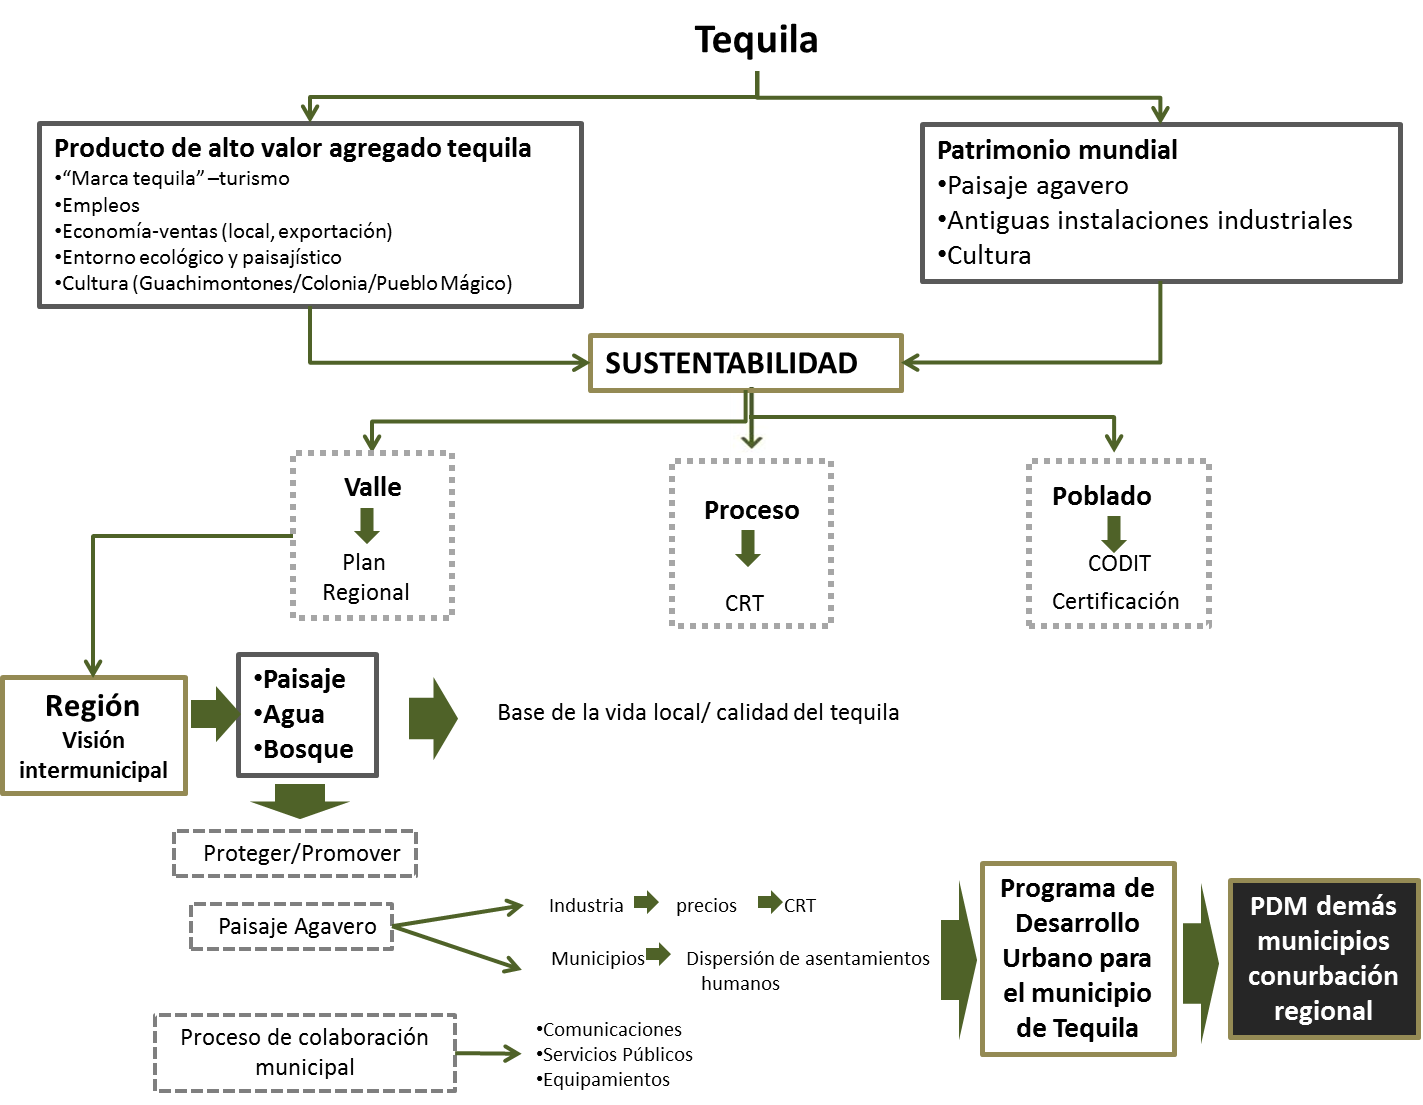 Tequila
Producto de alto valor agregado tequila
•“Marca tequila” –turismo
•Empleos
•Economía-ventas (local, exportación)
•Entorno ecológico y paisajístico
•Cultura (Guachimontones/Colonia/Pueblo Mágico)
Patrimonio mundial
•Paisaje agavero
•Antiguas instalaciones industriales
•Cultura
SUSTENTABILIDAD
Valle
Plan
Regional
Proceso
CRT
Poblado
CODIT
Certificación
Región
Visión
intermunicipal
•Paisaje
•Agua
•Bosque
Base de la vida local/ calidad del tequila
Proteger/Promover
Paisaje Agavero
Industria
precios
CRT
Municipios
Dispersión de asentamientos
humanos
Proceso de colaboración
municipal
•Comunicaciones
•Servicios Públicos
•Equipamientos
Programa de
Desarrollo
Urbano para
el municipio
de Tequila
PDM demás
municipios
conurbación
regional